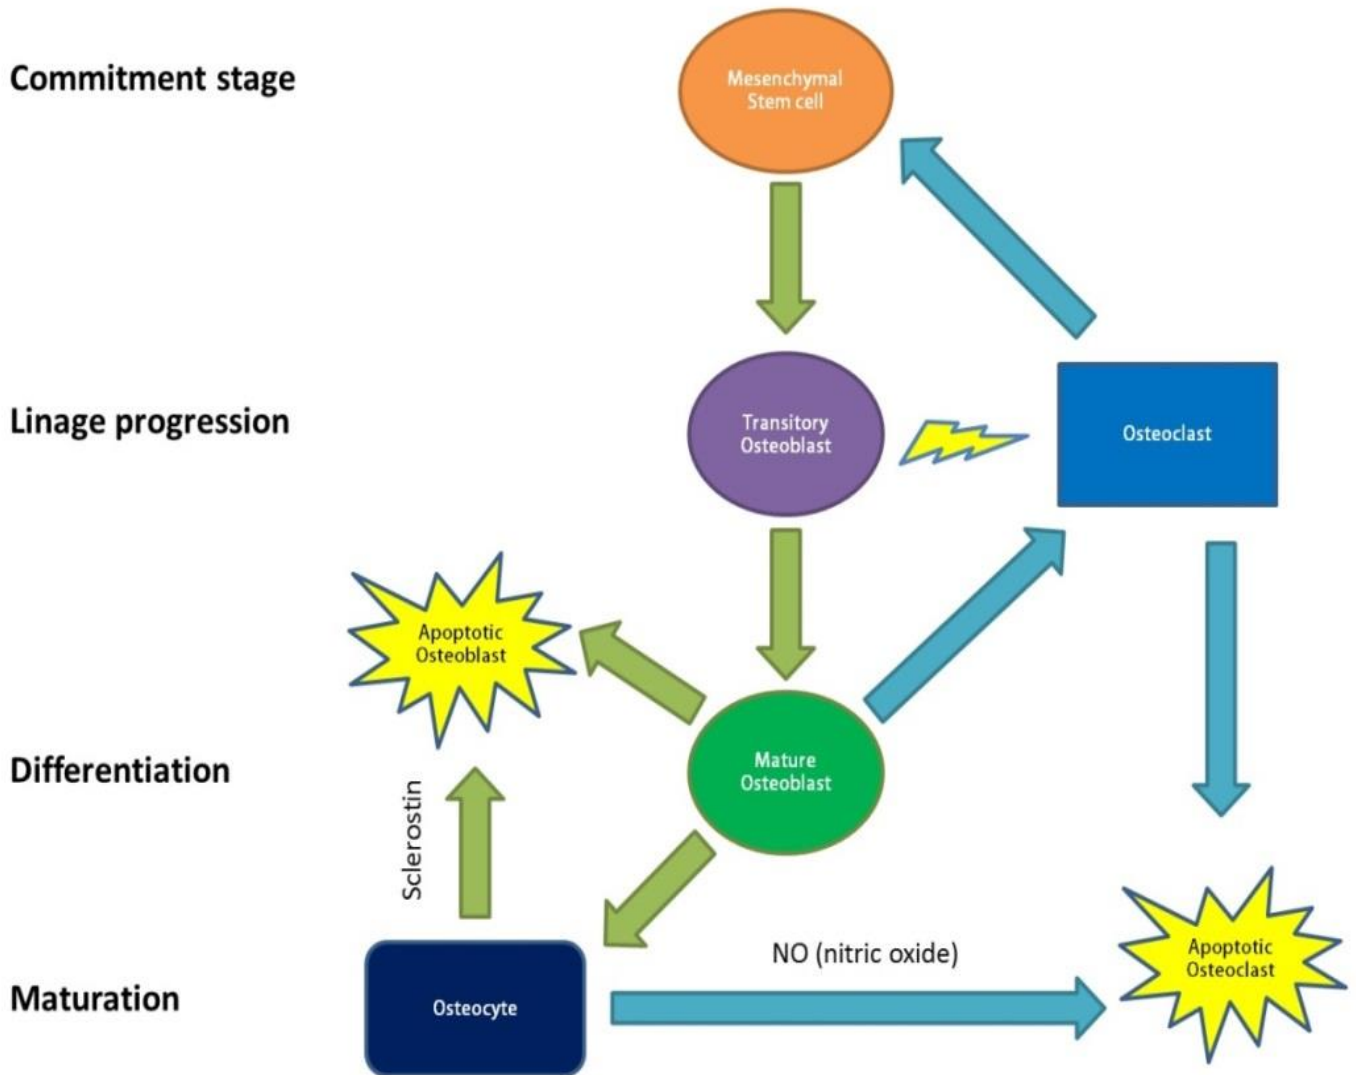 Commitment stage
Mesenchymal
Stem cell
Linage progression
Transitory
Osteoblast
Osteoclast
Apoptotic
Osteoblast
Differentiation
Mature
Osteoblast
Sclerostin
NO (nitric oxide)
Apoptotic
Osteoclast
Maturation
Osteocyte